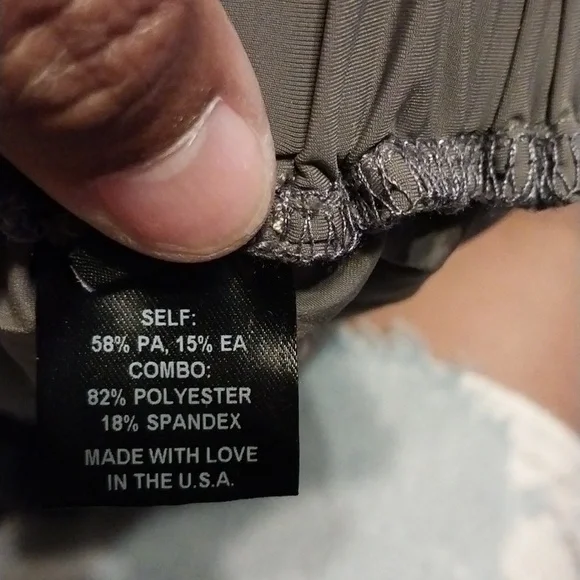 SELF:
58% PA, 15% EA
COMBO:
82% POLYESTER
18% SPANDEX
MADE WITH LOVE
IN THE U.S.A.